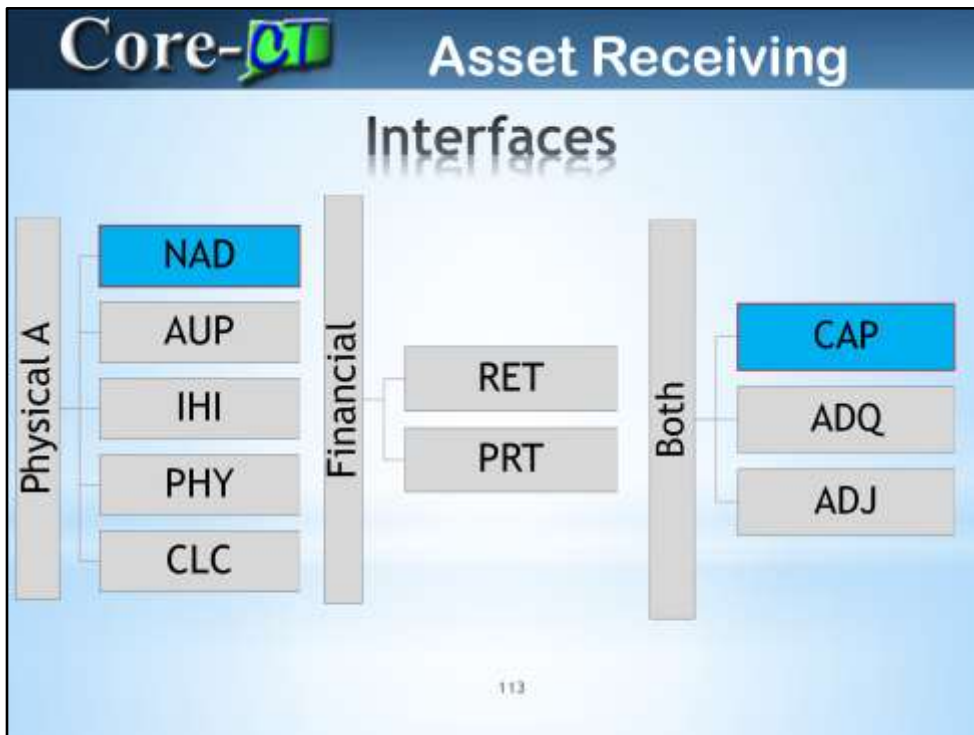 Core-CT Asset Receiving
Interfaces
Physical A
NAD
AUP
IHI
PHY
CLC
Financial
RET
PRT
Both
CAP
ADQ
ADJ
113